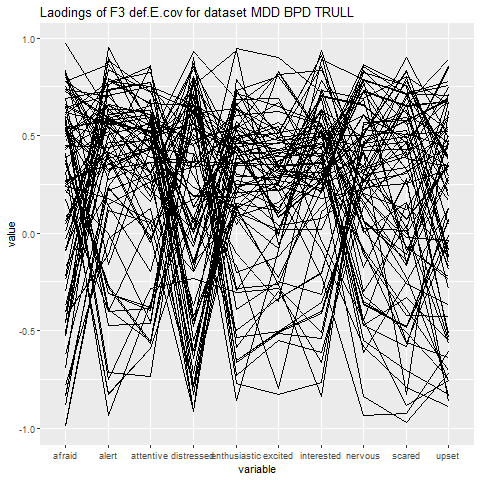 Laodings of F3 def.E.cov for dataset MDD BPD TRULL
1.0
0.5
0.0
-0.5
-1.0
value
afraid alert attentive distressed enthusiastic excited interested nervous scared upset
variable